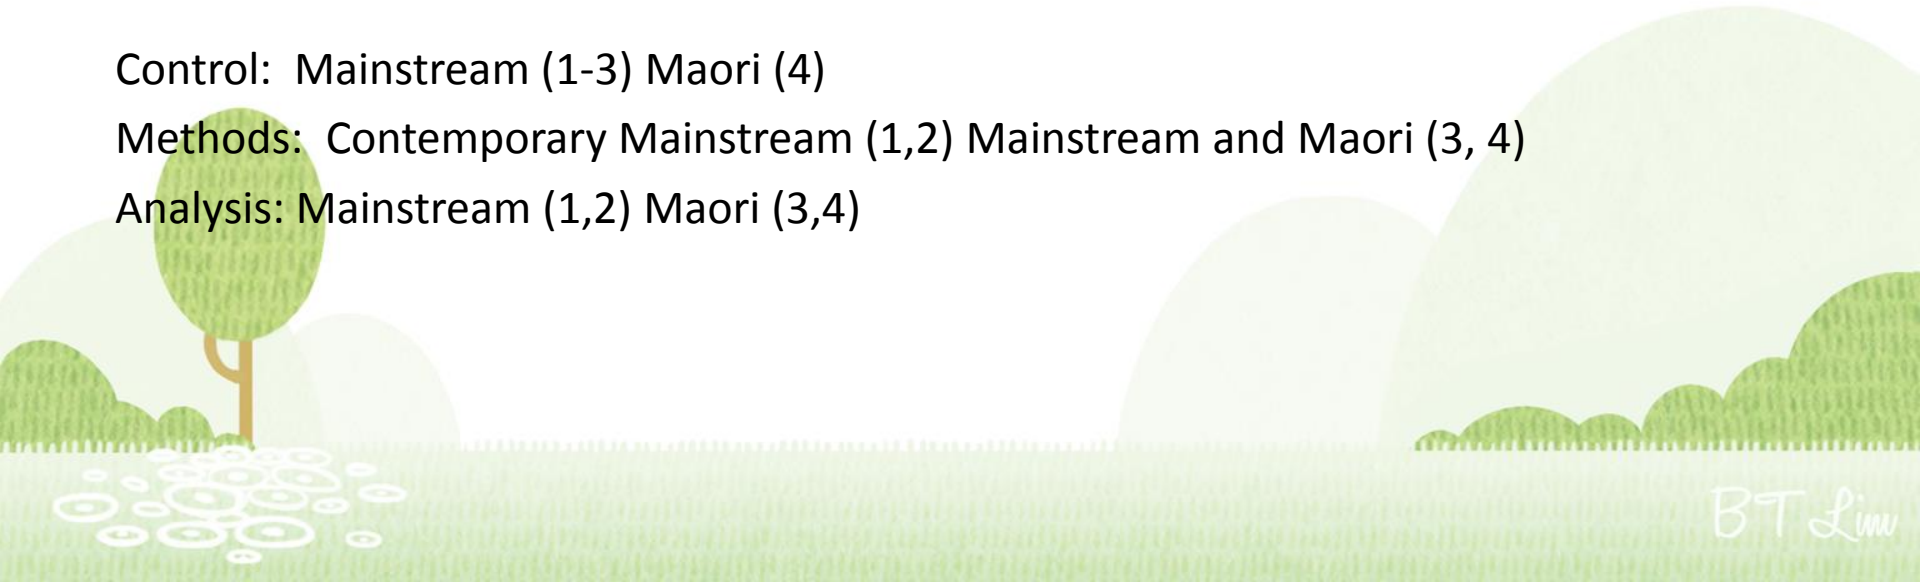 Control:  Mainstream (1-3) Maori (4)
Methods:  Contemporary Mainstream (1,2) Mainstream and Maori (3, 4)
Analysis: Mainstream (1,2) Maori (3,4)
BT Lim